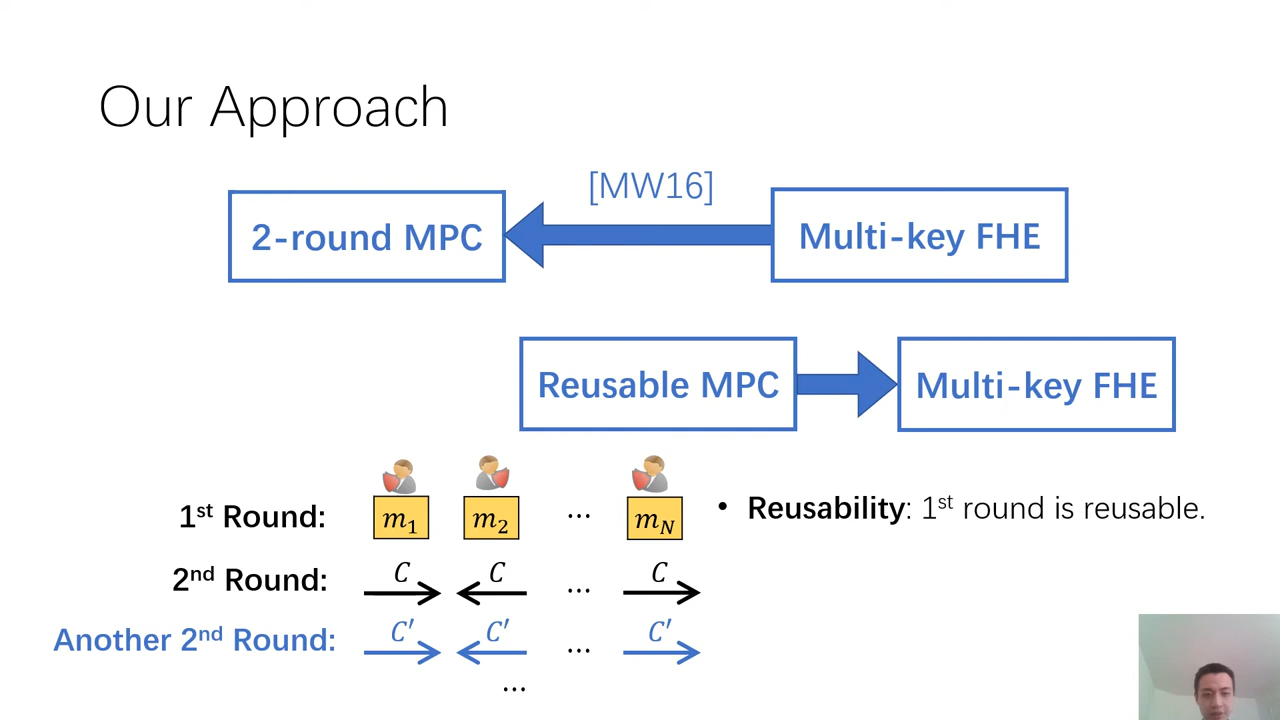 Our Approach
[MW16]
2-round MPC
Multi-key FHE
Reusable MPC
Multi-key FHE
1st Round: m1 m2 ... mN
• Reusability: 1st round is reusable.
2nd Round: C C ... C
Another 2nd Round: C′ C′ ... C′
...